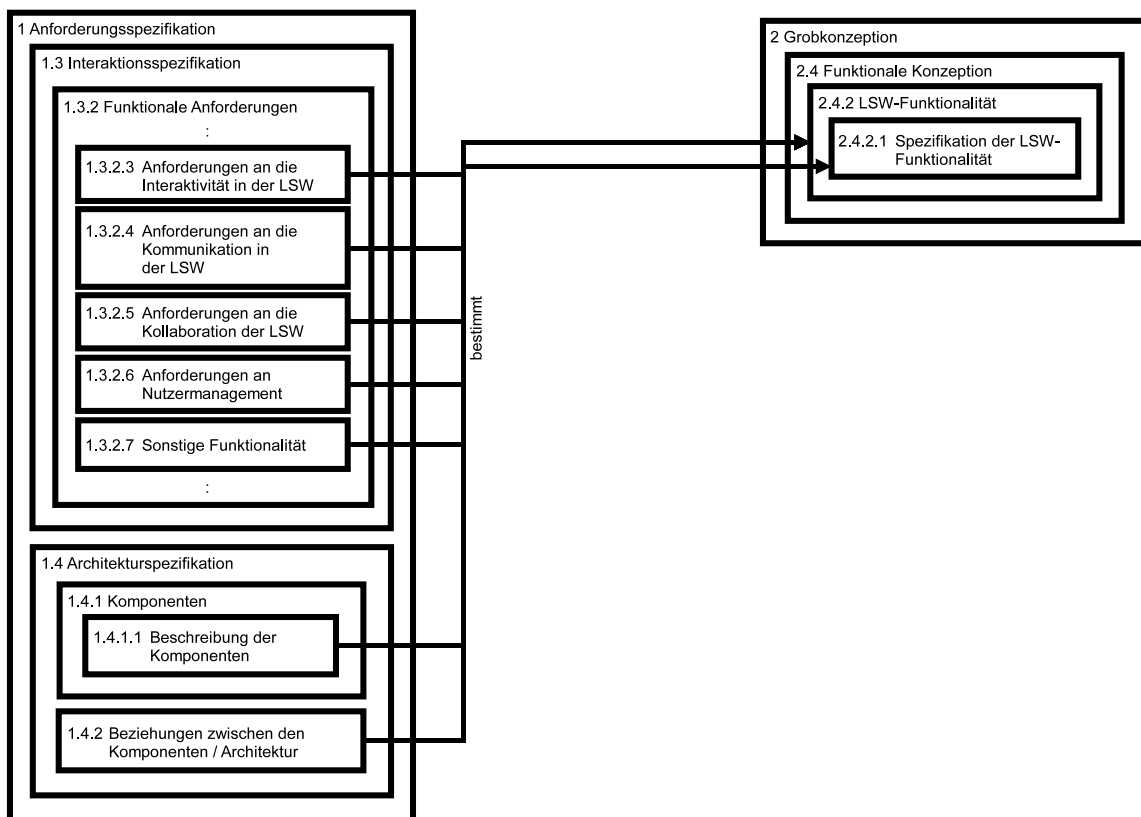 1 Anforderungsspezifikation
1.3 Interaktionsspezifikation
1.3.2 Funktionale Anforderungen
:
1.3.2.3 Anforderungen an die
Interaktivität in der LSW
1.3.2.4 Anforderungen an die
Kommunikation in
der LSW
1.3.2.5 Anforderungen an die
Kollaboration der LSW
1.3.2.6 Anforderungen an
Nutzermanagement
1.3.2.7 Sonstige Funktionalität
:
1.4 Architekturspezifikation
1.4.1 Komponenten
1.4.1.1 Beschreibung der
Komponenten
1.4.2 Beziehungen zwischen den
Komponenten / Architektur
bestimmt
2 Grobkonzeption
2.4 Funktionale Konzeption
2.4.2 LSW-Funktionalität
2.4.2.1 Spezifikation der LSW-
Funktionalität